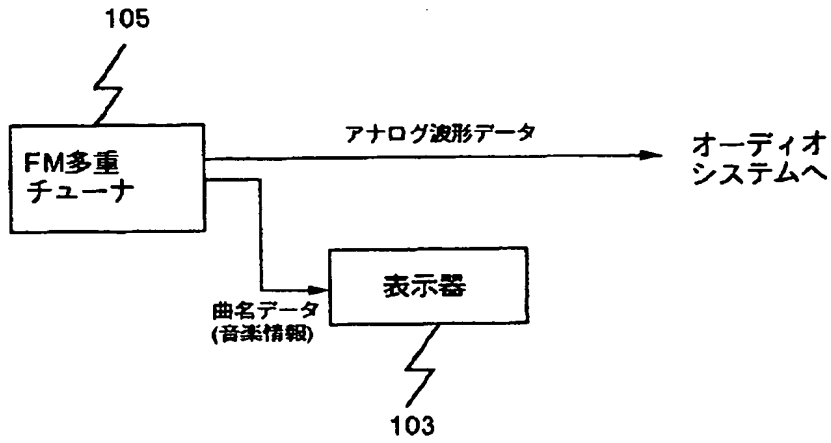 105
FM多重
チューナ
アナログ波形データ
オーディオ
システムへ
表示器
曲名データ
(音楽情報)
103